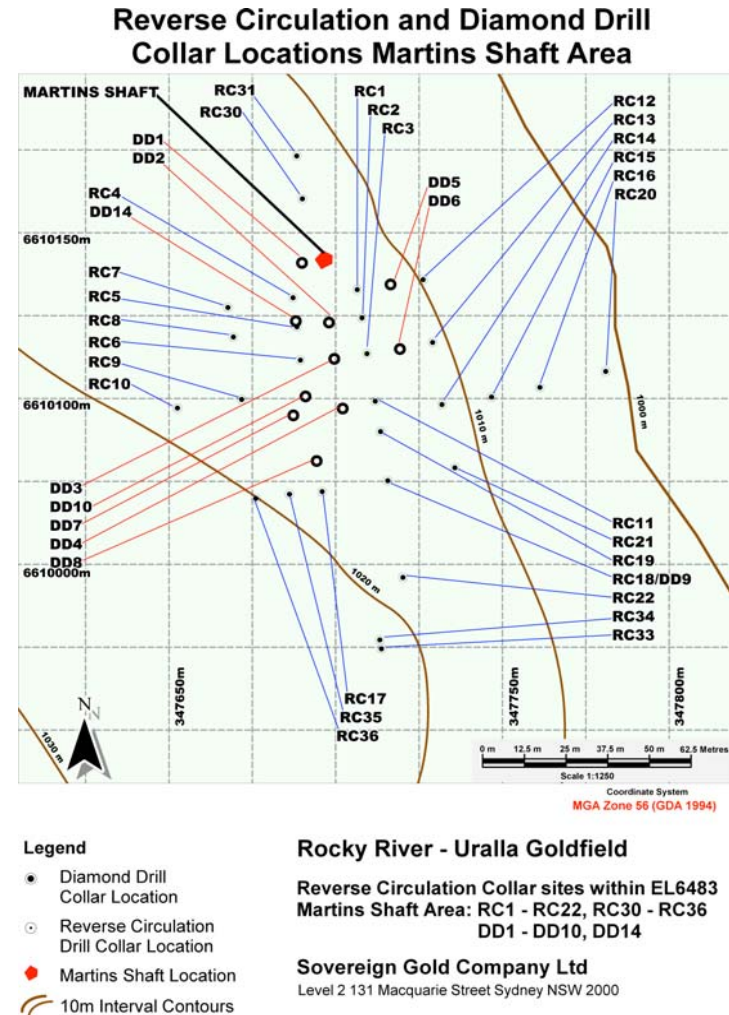 Reverse Circulation and Diamond Drill
Collar Locations Martins Shaft Area
MARTINS SHAFT
RC31
RC30
RC1
RC2
RC3
RC12
RC13
RC14
RC15
RC16
RC20
DD1
DD2
DD5
DD6
RC4
DD14
6610150m
RC7
RC5
RC8
RC6
RC9
RC10
6610100m
1010 m
1000 m
DD3
DD10
DD7
DD4
DD8
6610000m
1020 m
RC11
RC21
RC19
RC18/DD9
RC22
RC34
RC33
347650m
347750m
347800m
RC17
RC35
RC36
N
N
1030 m
0 m 12.5 m 25 m 37.5 m 50 m 62.5 Metres
Scale 1:1250
Coordinate System
MGA Zone 56 (GDA 1994)
Legend
Diamond Drill
Collar Location
Reverse Circulation
Drill Collar Location
Martins Shaft Location
10m Interval Contours
Rocky River - Uralla Goldfield
Reverse Circulation Collar sites within EL6483
Martins Shaft Area: RC1 - RC22, RC30 - RC36
DD1 - DD10, DD14
Sovereign Gold Company Ltd
Level 2 131 Macquarie Street Sydney NSW 2000